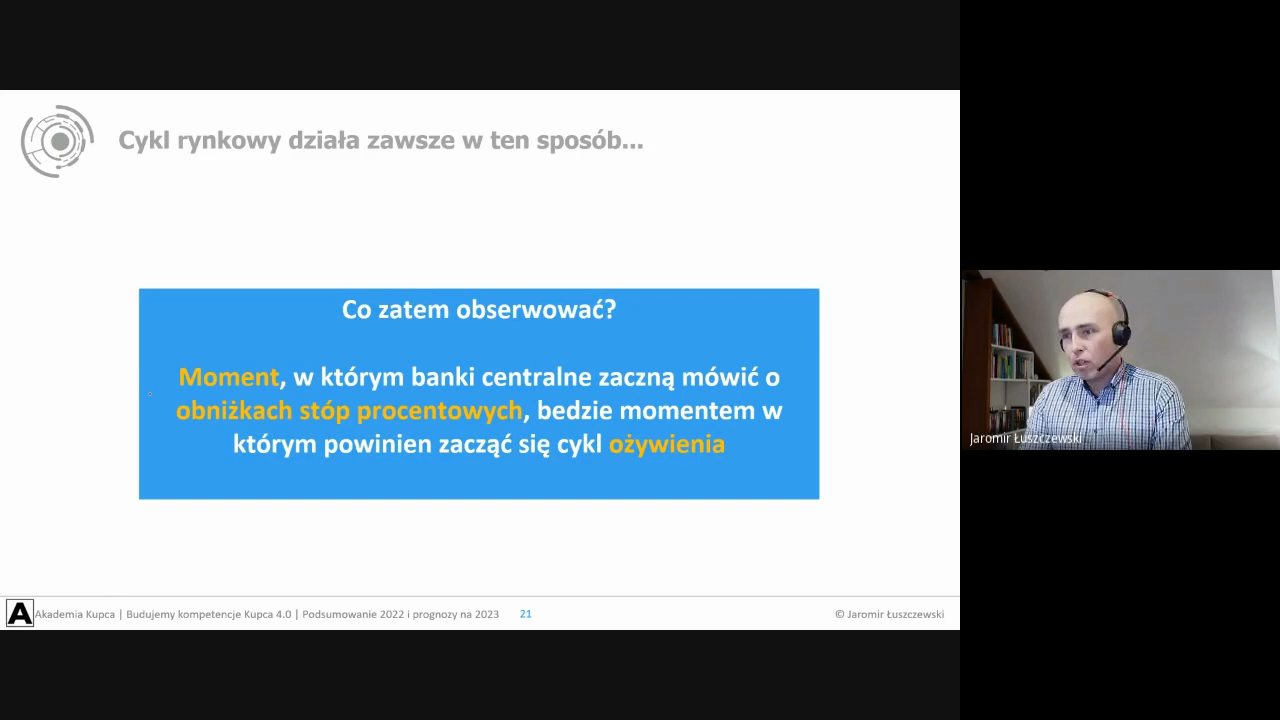 Cykl rynkowy działa zawsze w ten sposób...
Co zatem obserwować?
Moment, w którym banki centralne zaczną mówić o
obniżkach stóp procentowych, bedzie momentem w
którym powinien zacząć się cykl ożywienia
Jaromir Łuszczewski
A Akademia Kupca | Budujemy kompetencje Kupca 4.0 | Podsumowanie 2022 i prognozy na 2023 21 © Jaromir Łuszczewski